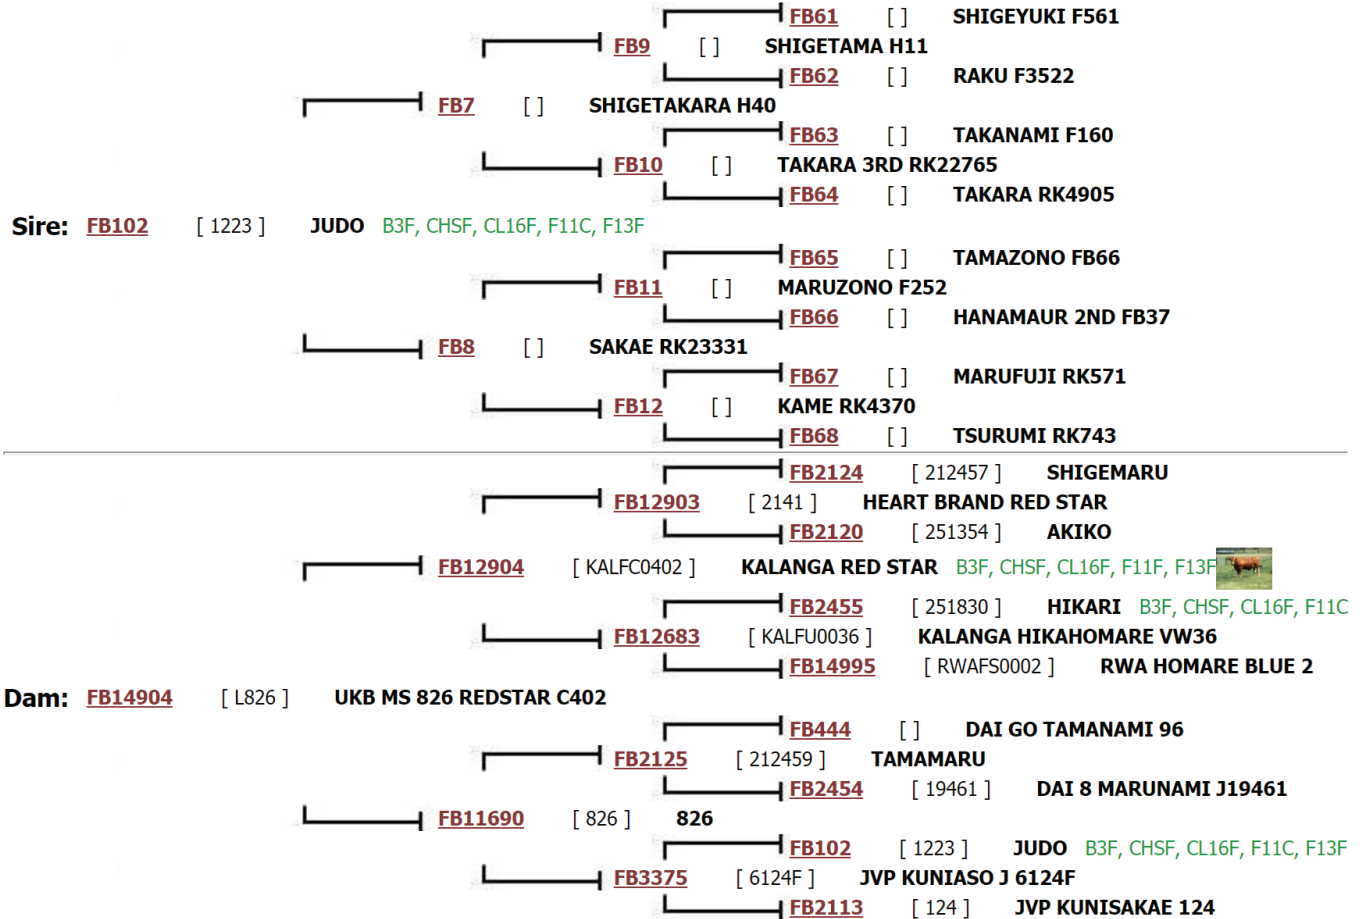 FB61 [ ] SHIGEYUKI F561
FB9 [ ] SHIGETAMA H11
FB62 [ ] RAKU F3522
FB7 [ ] SHIGETAKARA H40
FB63 [ ] TAKANAMI F160
FB10 [ ] TAKARA 3RD RK22765
FB64 [ ] TAKARA RK4905
Sire: FB102 [ 1223 ] JUDO B3F, CHSF, CL16F, F11C, F13F
FB65 [ ] TAMAZONO FB66
FB11 [ ] MARUZONO F252
FB66 [ ] HANAMAUR 2ND FB37
FB8 [ ] SAKAE RK23331
FB67 [ ] MARUFUJI RK571
FB12 [ ] KAME RK4370
FB68 [ ] TSURUMI RK743
FB2124 [ 212457 ] SHIGEMARU
FB12903 [ 2141 ] HEART BRAND RED STAR
FB2120 [ 251354 ] AKIKO
FB12904 [ KALFC0402 ] KALANGA RED STAR B3F, CHSF, CL16F, F11F, F13F
FB2455 [ 251830 ] HIKARI B3F, CHSF, CL16F, F11C
FB12683 [ KALFU0036 ] KALANGA HIKAHOMARE VW36
FB14995 [ RWAFS0002 ] RWA HOMARE BLUE 2
Dam: FB14904 [ L826 ] UKB MS 826 REDSTAR C402
FB444 [ ] DAI GO TAMANAMI 96
FB2125 [ 212459 ] TAMAMARU
FB2454 [ 19461 ] DAI 8 MARUNAMI J19461
FB11690 [ 826 ] 826
FB102 [ 1223 ] JUDO B3F, CHSF, CL16F, F11C, F13F
FB3375 [ 6124F ] JVP KUNIASO J 6124F
FB2113 [ 124 ] JVP KUNISAKAE 124